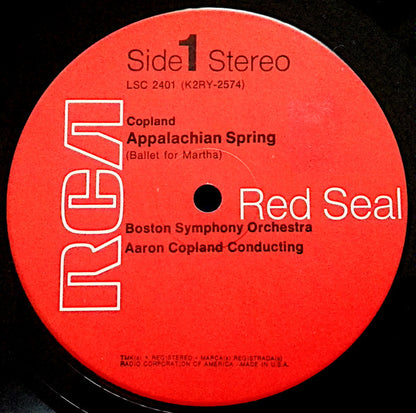 Side 1 Stereo
LSC 2401 (K2RY-2574)
Copland
Appalachian Spring
(Ballet for Martha)
RCA
Red Seal
Boston Symphony Orchestra
Aaron Copland Conducting
TMK(s) • REGISTERED • MARCA(s) REGISTRADA(s)
RADIO CORPORATION OF AMERICA · MADE IN U.S.A.